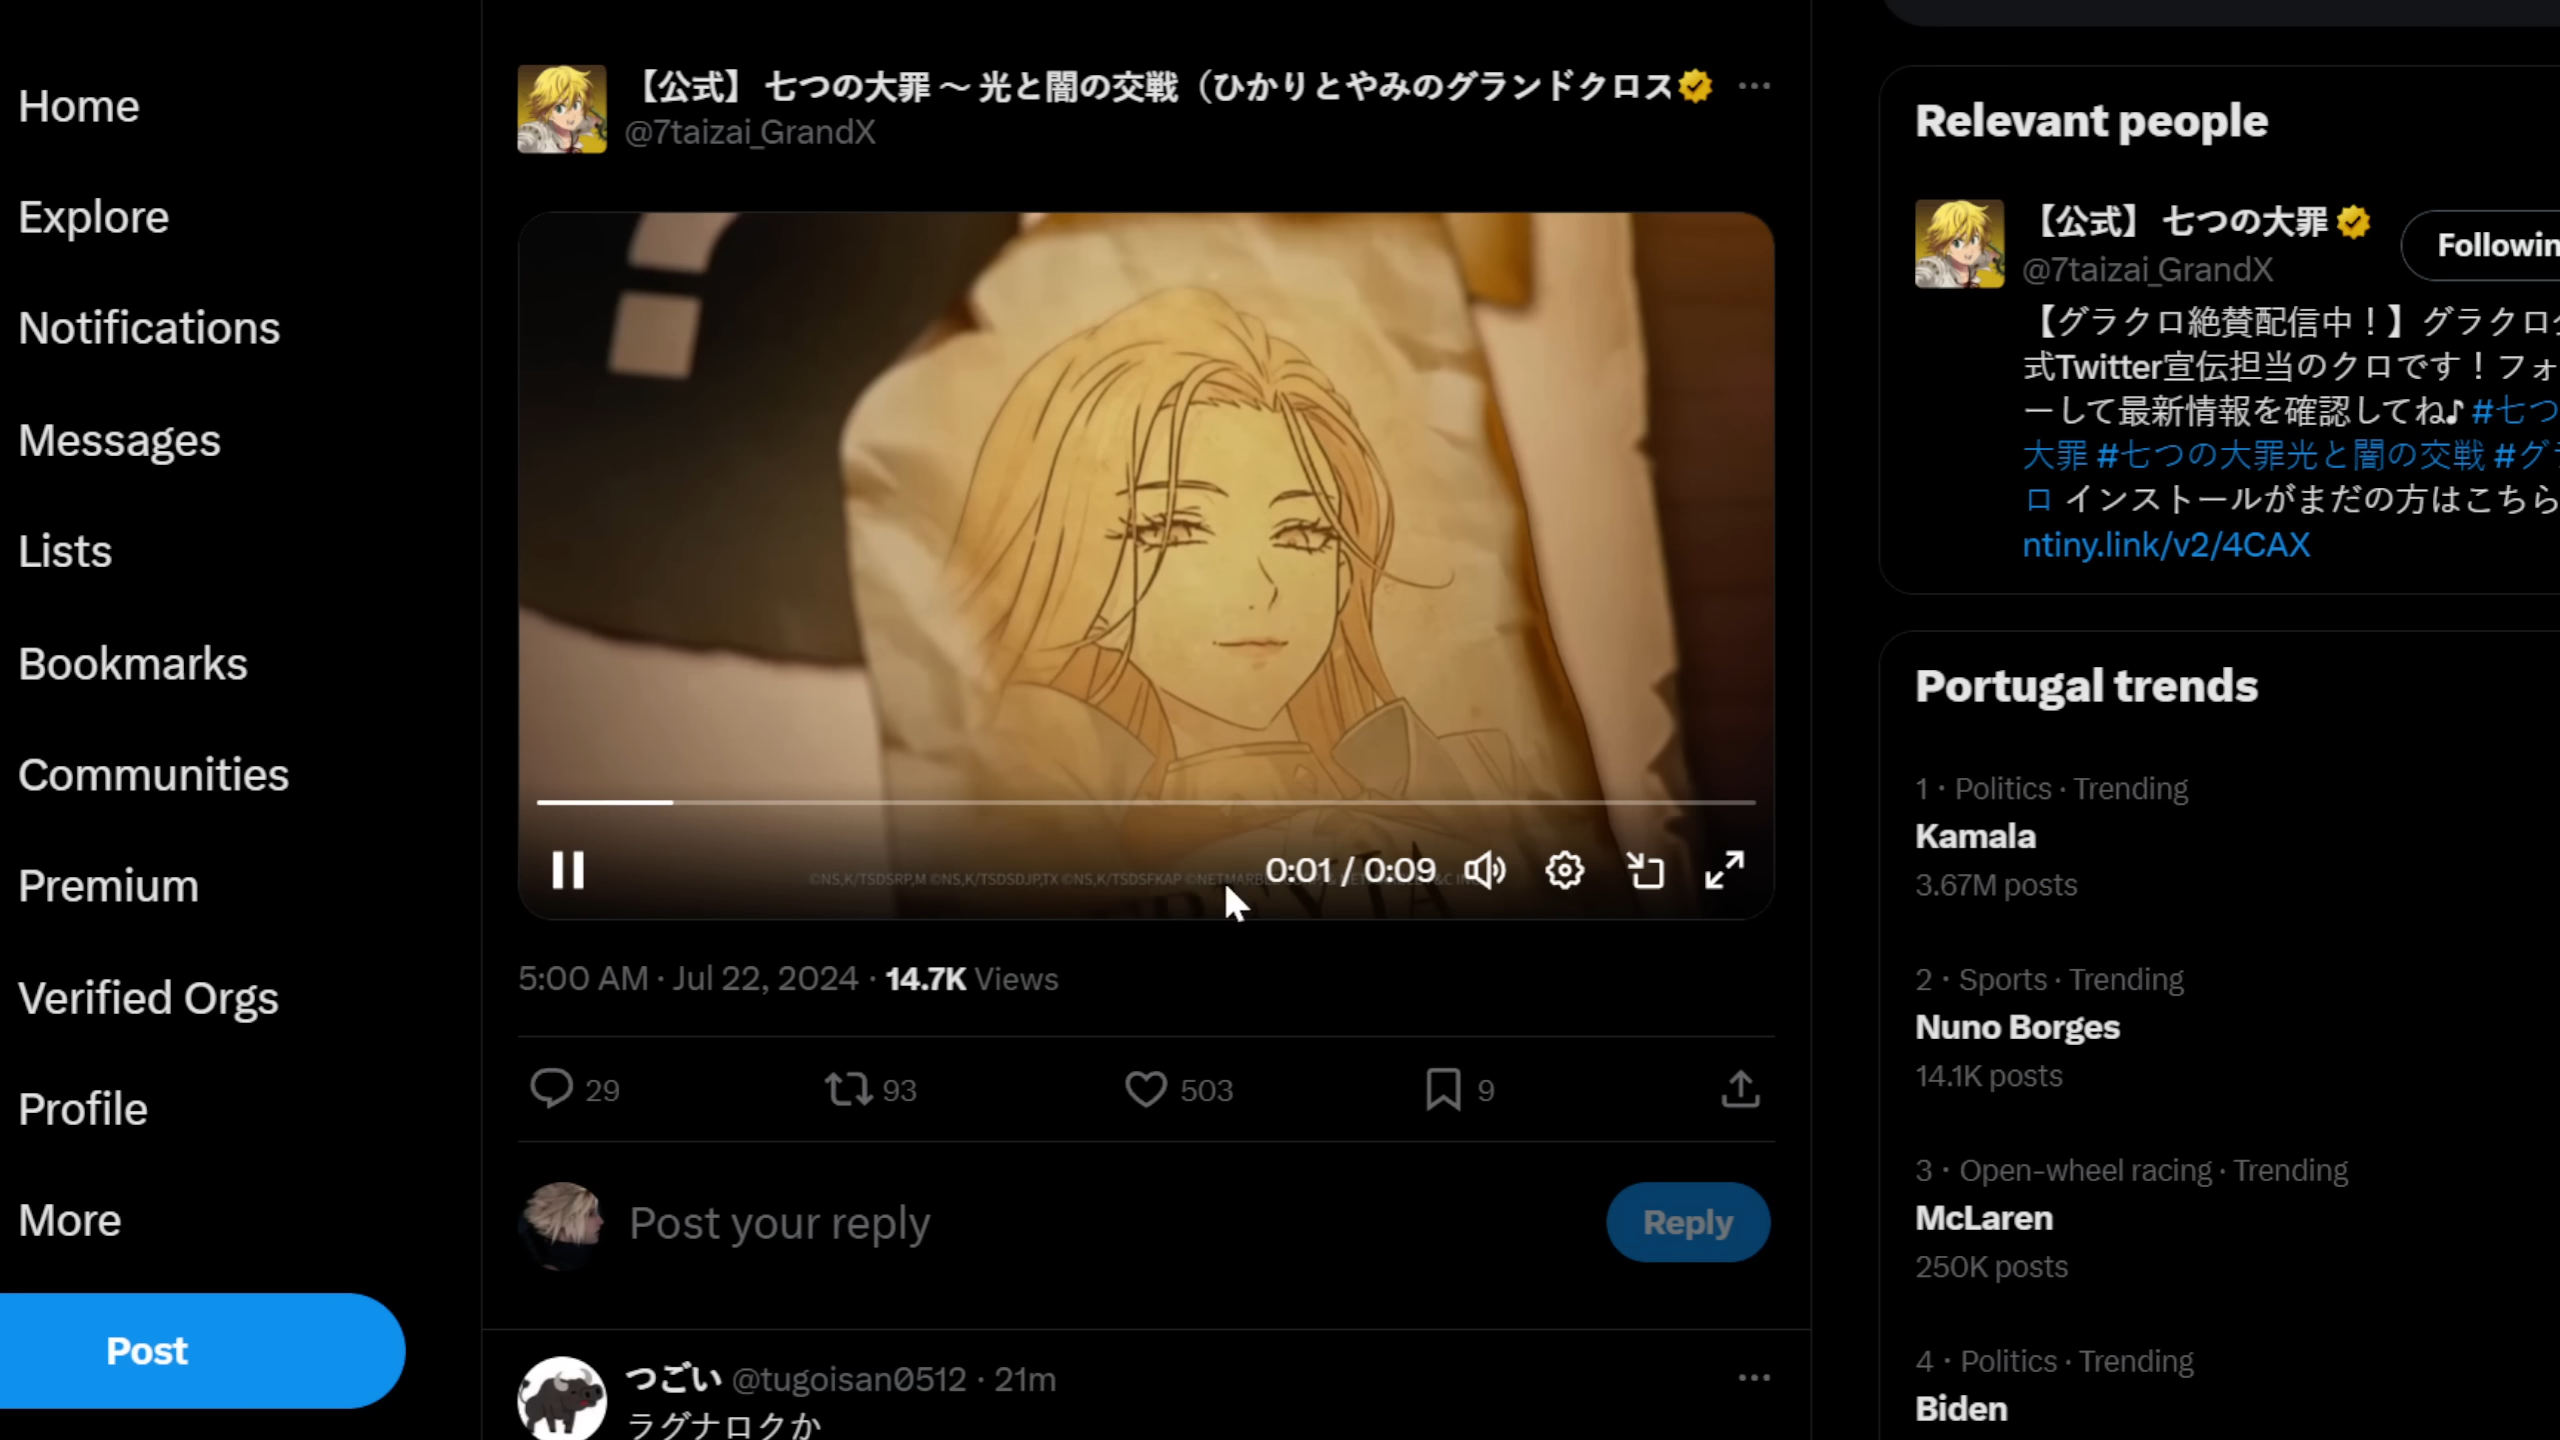 Home
Explore
Notifications
Messages
Lists
Bookmarks
Communities
Premium
Verified Orgs
Profile
More
Post
【公式】 七つの大罪 ～ 光と闇の交戦（ひかりとやみのグランドクロス
@7taizai_GrandX
0:01 / 0:09
©NS,K/TSDSRP,M ©NS,K/TSDSDJP,TX ©NS,K/TSDSFKAP
5:00 AM · Jul 22, 2024 · 14.7K Views
29
93
503
9
Post your reply
Reply
つごい @tugoisan0512 · 21m
ラグナロクか
Relevant people
【公式】 七つの大罪
@7taizai_GrandX
Followin
【グラクロ絶賛配信中！】グラクロ
式Twitter宣伝担当のクロです！フォ
ーして最新情報を確認してね♪ #七つ
大罪 #七つの大罪光と闇の交戦 #グ
ロ インストールがまだの方はこちら
ntiny.link/v2/4CAX
Portugal trends
1 · Politics · Trending
Kamala
3.67M posts
2 · Sports · Trending
Nuno Borges
14.1K posts
3 · Open-wheel racing · Trending
McLaren
250K posts
4 · Politics · Trending
Biden